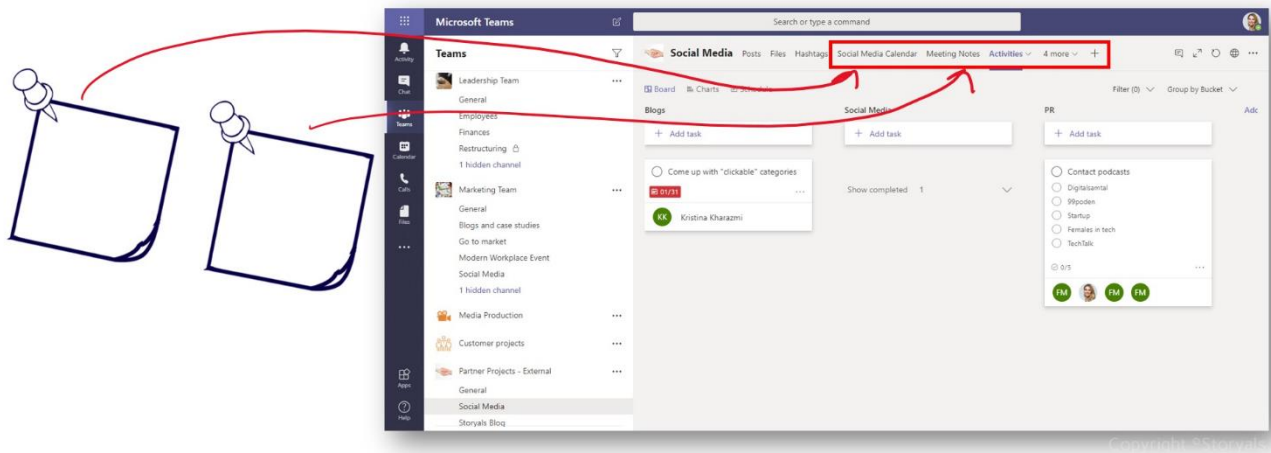 Microsoft Teams
Search or type a command
Activity
Chat
Teams
Calendar
Calls
Files
Apps
Help
Teams
Leadership Team
General
Employees
Finances
Restructuring
1 hidden channel
Marketing Team
General
Blogs and case studies
Go to market
Modern Workplace Event
Social Media
1 hidden channel
Media Production
Customer projects
Partner Projects - External
General
Social Media
Storyals Blog
Social Media Posts Files Hashtags Social Media Calendar Meeting Notes Activities 4 more +
Board Charts Schedule Filter (0) Group by Bucket
Blogs
+ Add task
Come up with "clickable" categories
01/31
KK Kristina Kharazmi
Social Media
+ Add task
Show completed 1
PR
+ Add task
Contact podcasts
Digitalsamtal
99poden
Startup
Females in tech
TechTalk
0/5
FM FM FM
Adc
Copyright ©Storyals